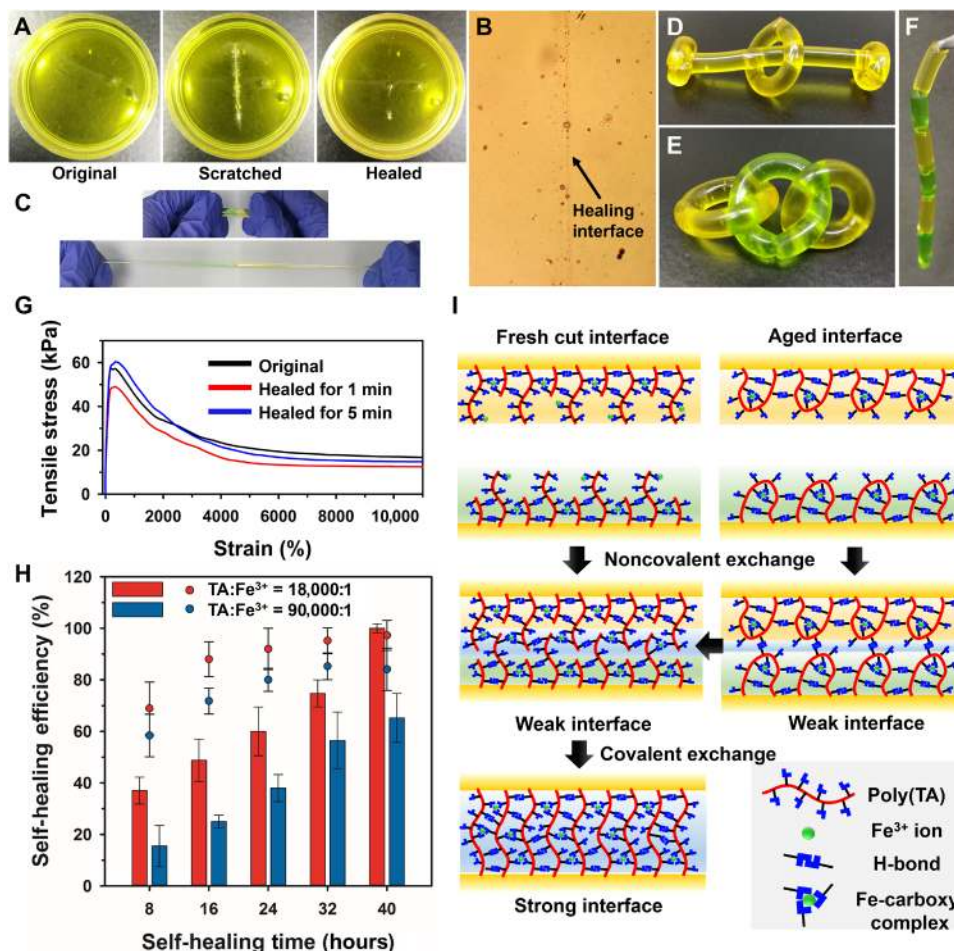 A
Original
Scratched
Healed
B
Healing
interface
C
D
E
F
G
Tensile stress (kPa)
60
40
20
0
Original
Healed for 1 min
Healed for 5 min
0
2000
4000
6000
8000
10,000
Strain (%)
H
Self-healing efficiency (%)
120
100
80
60
40
20
0
TA:Fe³⁺ = 18,000:1
TA:Fe³⁺ = 90,000:1
8
16
24
32
40
Self-healing time (hours)
I
Fresh cut interface
Aged interface
Noncovalent exchange
Weak interface
Weak interface
Covalent exchange
Strong interface
Poly(TA)
Fe³⁺ ion
H-bond
Fe-carboxy
complex